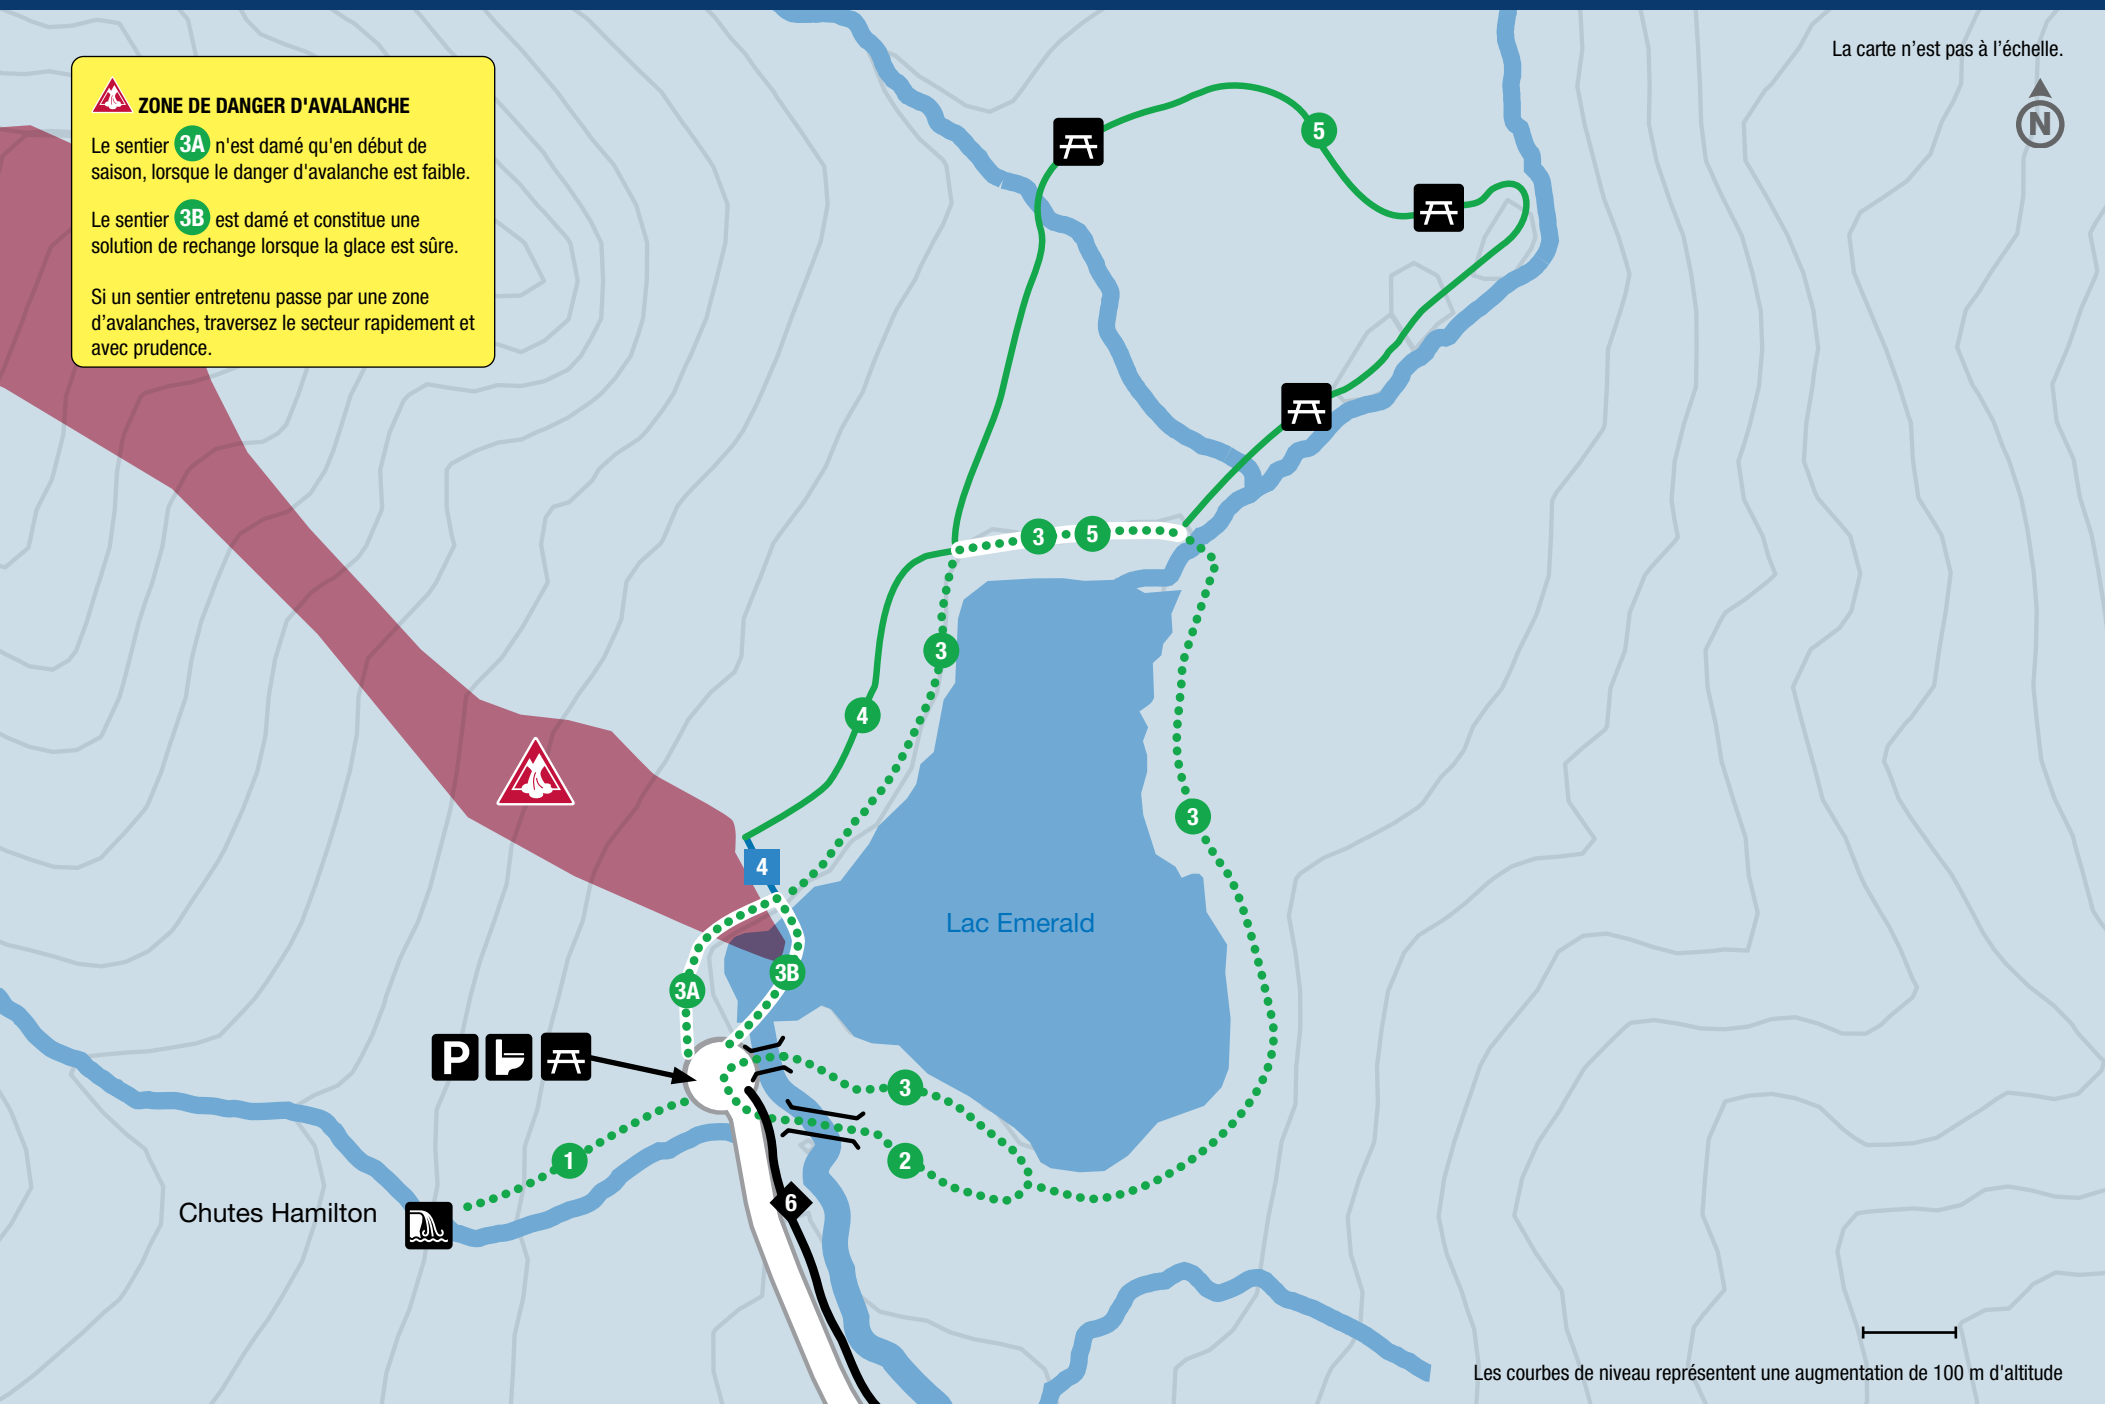 La carte n’est pas à l’échelle.
N
ZONE DE DANGER D'AVALANCHE
Le sentier 3A n'est damé qu'en début de
saison, lorsque le danger d'avalanche est faible.
Le sentier 3B est damé et constitue une
solution de rechange lorsque la glace est sûre.
Si un sentier entretenu passe par une zone
d’avalanches, traversez le secteur rapidement et
avec prudence.
5
3
5
3
4
3
4
Lac Emerald
3B
3A
P
3
1
2
6
Chutes Hamilton
Les courbes de niveau représentent une augmentation de 100 m d'altitude